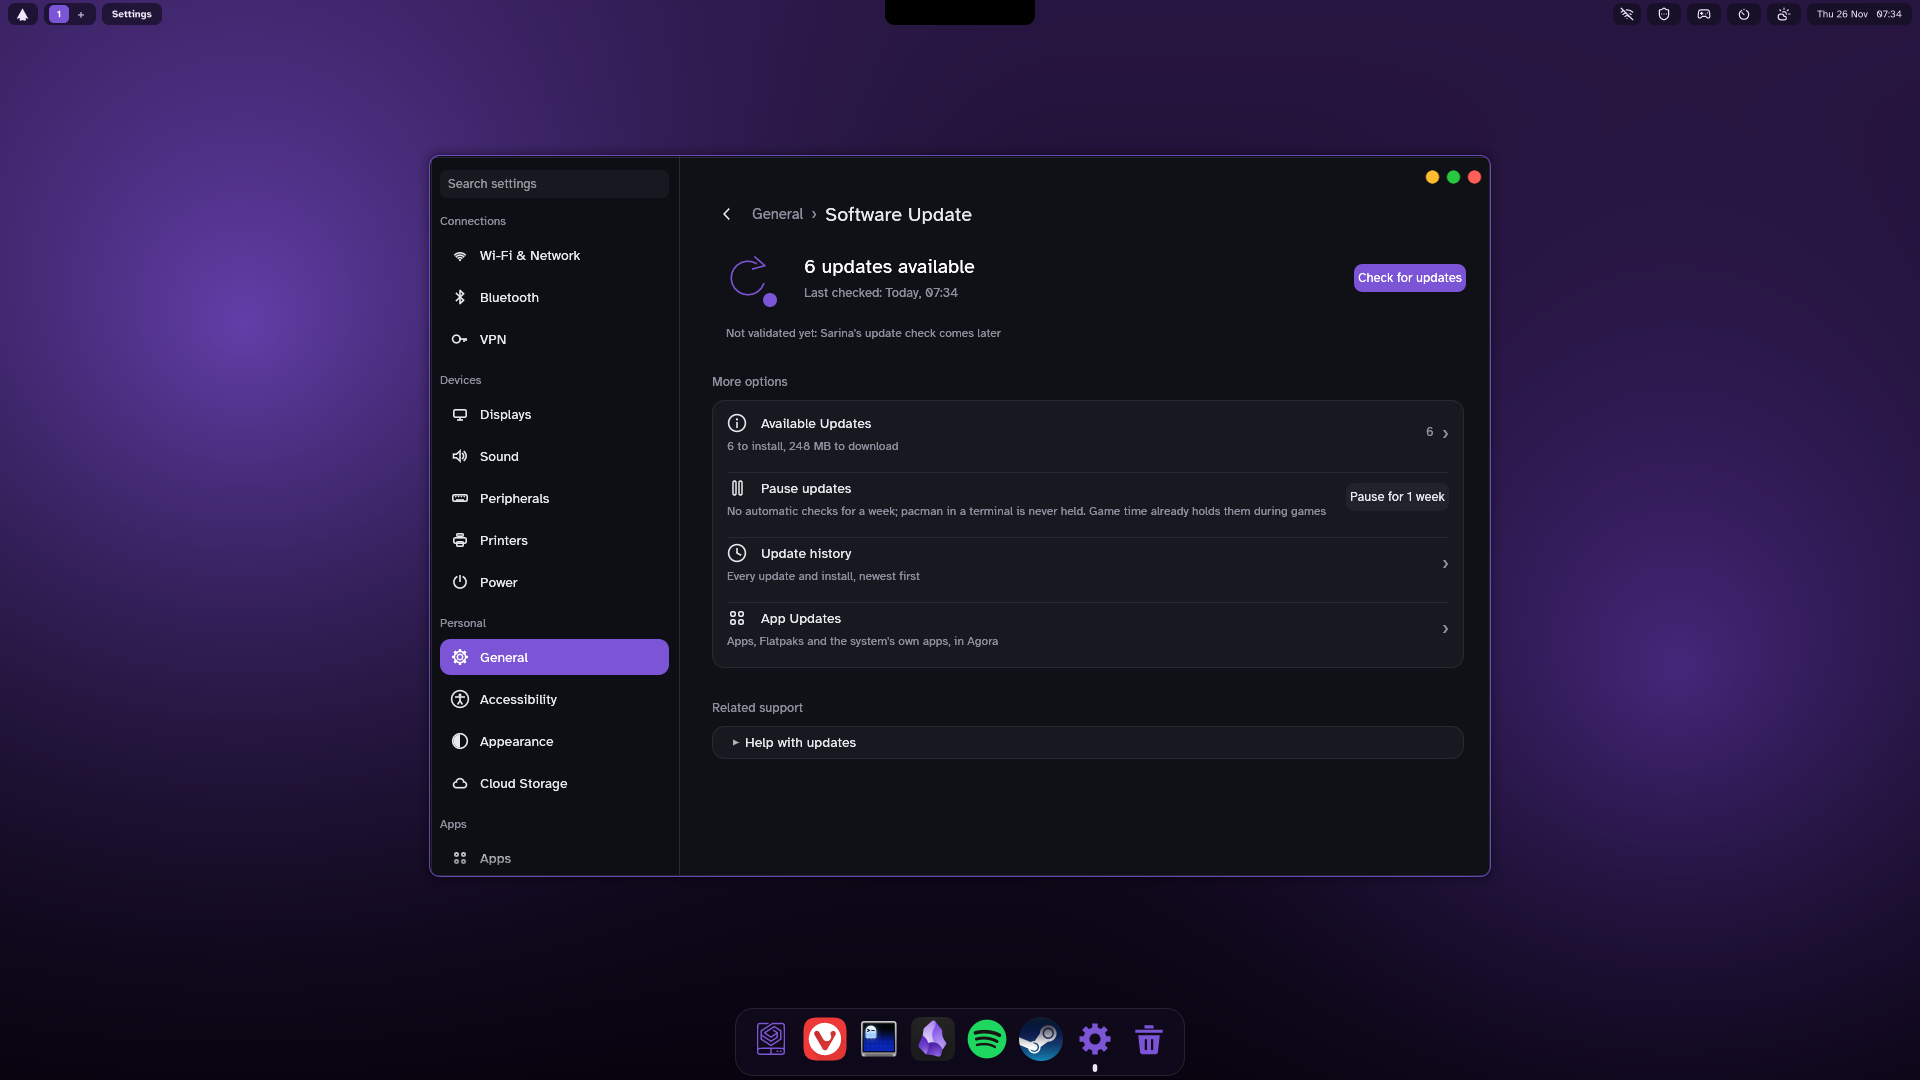 1 +
Settings
Thu 26 Nov 07:34
Search settings
Connections
Wi-Fi & Network
Bluetooth
VPN
Devices
Displays
Sound
Peripherals
Printers
Power
Personal
General
Accessibility
Appearance
Cloud Storage
Apps
Apps
General › Software Update
6 updates available
Last checked: Today, 07:34
Check for updates
Not validated yet: Sarina's update check comes later
More options
Available Updates
6 to install, 248 MB to download
6 ›
Pause updates
No automatic checks for a week; pacman in a terminal is never held. Game time already holds them during games
Pause for 1 week
Update history
Every update and install, newest first
App Updates
Apps, Flatpaks and the system's own apps, in Agora
Related support
Help with updates